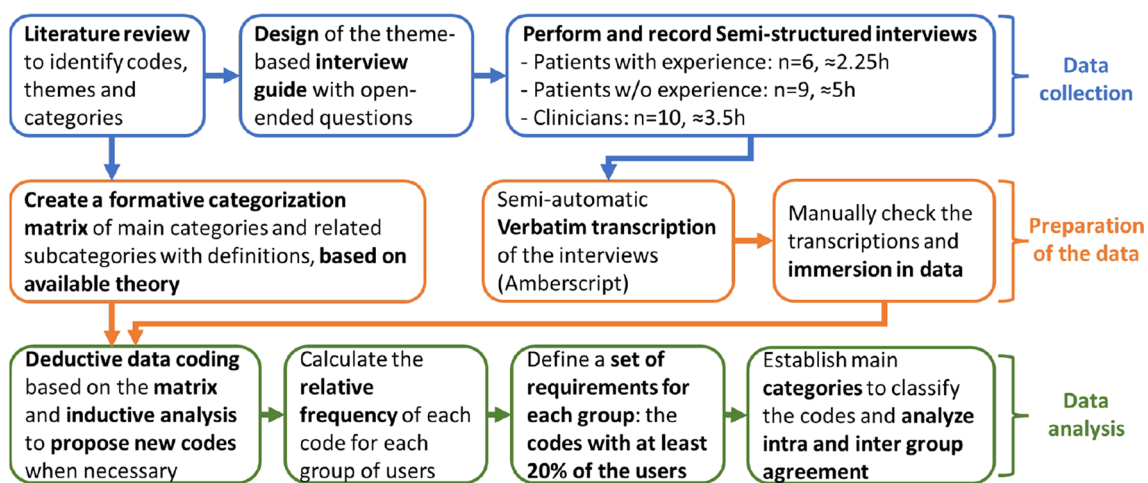 Literature review
to identify codes,
themes and
categories
Design of the theme-
based interview
guide with open-
ended questions
Perform and record Semi-structured interviews
- Patients with experience: n=6, ≈2.25h
- Patients w/o experience: n=9, ≈5h
- Clinicians: n=10, ≈3.5h
Data
collection
Create a formative categorization
matrix of main categories and related
subcategories with definitions, based on
available theory
Semi-automatic
Verbatim transcription
of the interviews
(Amberscript)
Manually check the
transcriptions and
immersion in data
Preparation
of the data
Deductive data coding
based on the matrix
and inductive analysis
to propose new codes
when necessary
Calculate the
relative
frequency of each
code for each
group of users
Define a set of
requirements for
each group: the
codes with at least
20% of the users
Establish main
categories to classify
the codes and analyze
intra and inter group
agreement
Data
analysis